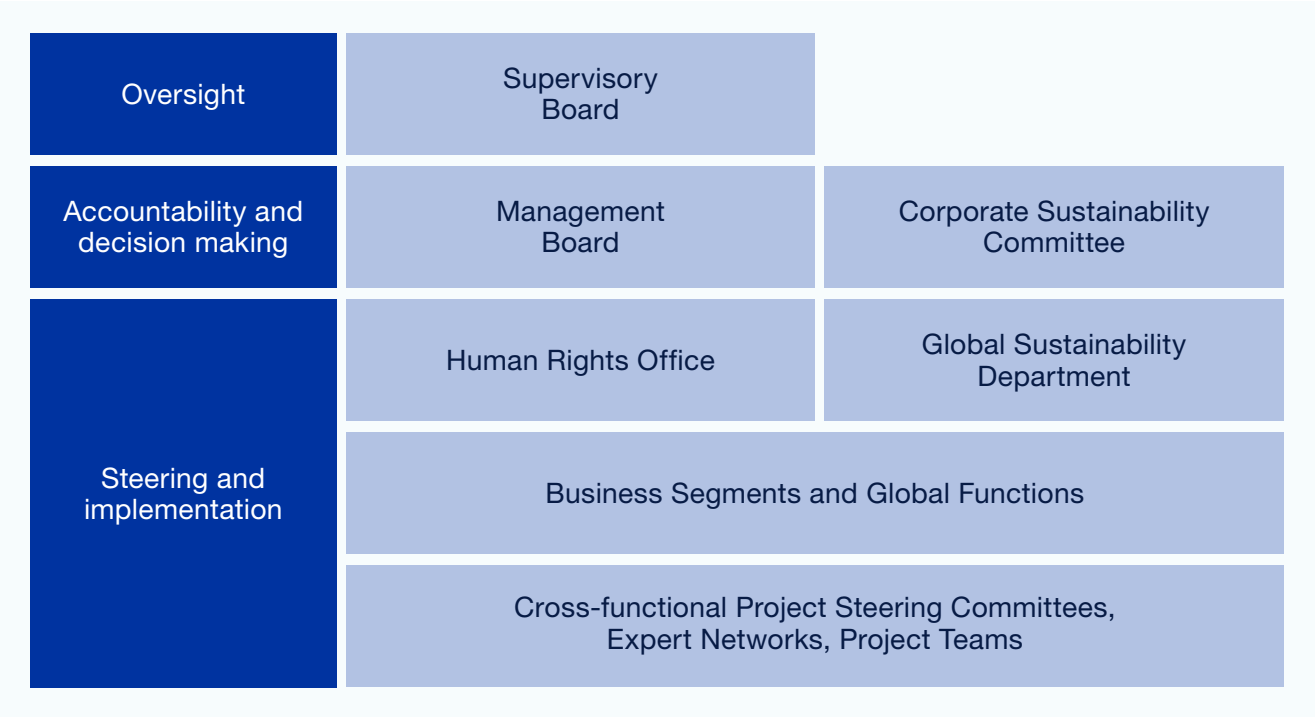 Oversight
Supervisory
Board
Accountability and
decision making
Management
Board
Corporate Sustainability
Committee
Steering and
implementation
Human Rights Office
Global Sustainability
Department
Business Segments and Global Functions
Cross-functional Project Steering Committees,
Expert Networks, Project Teams